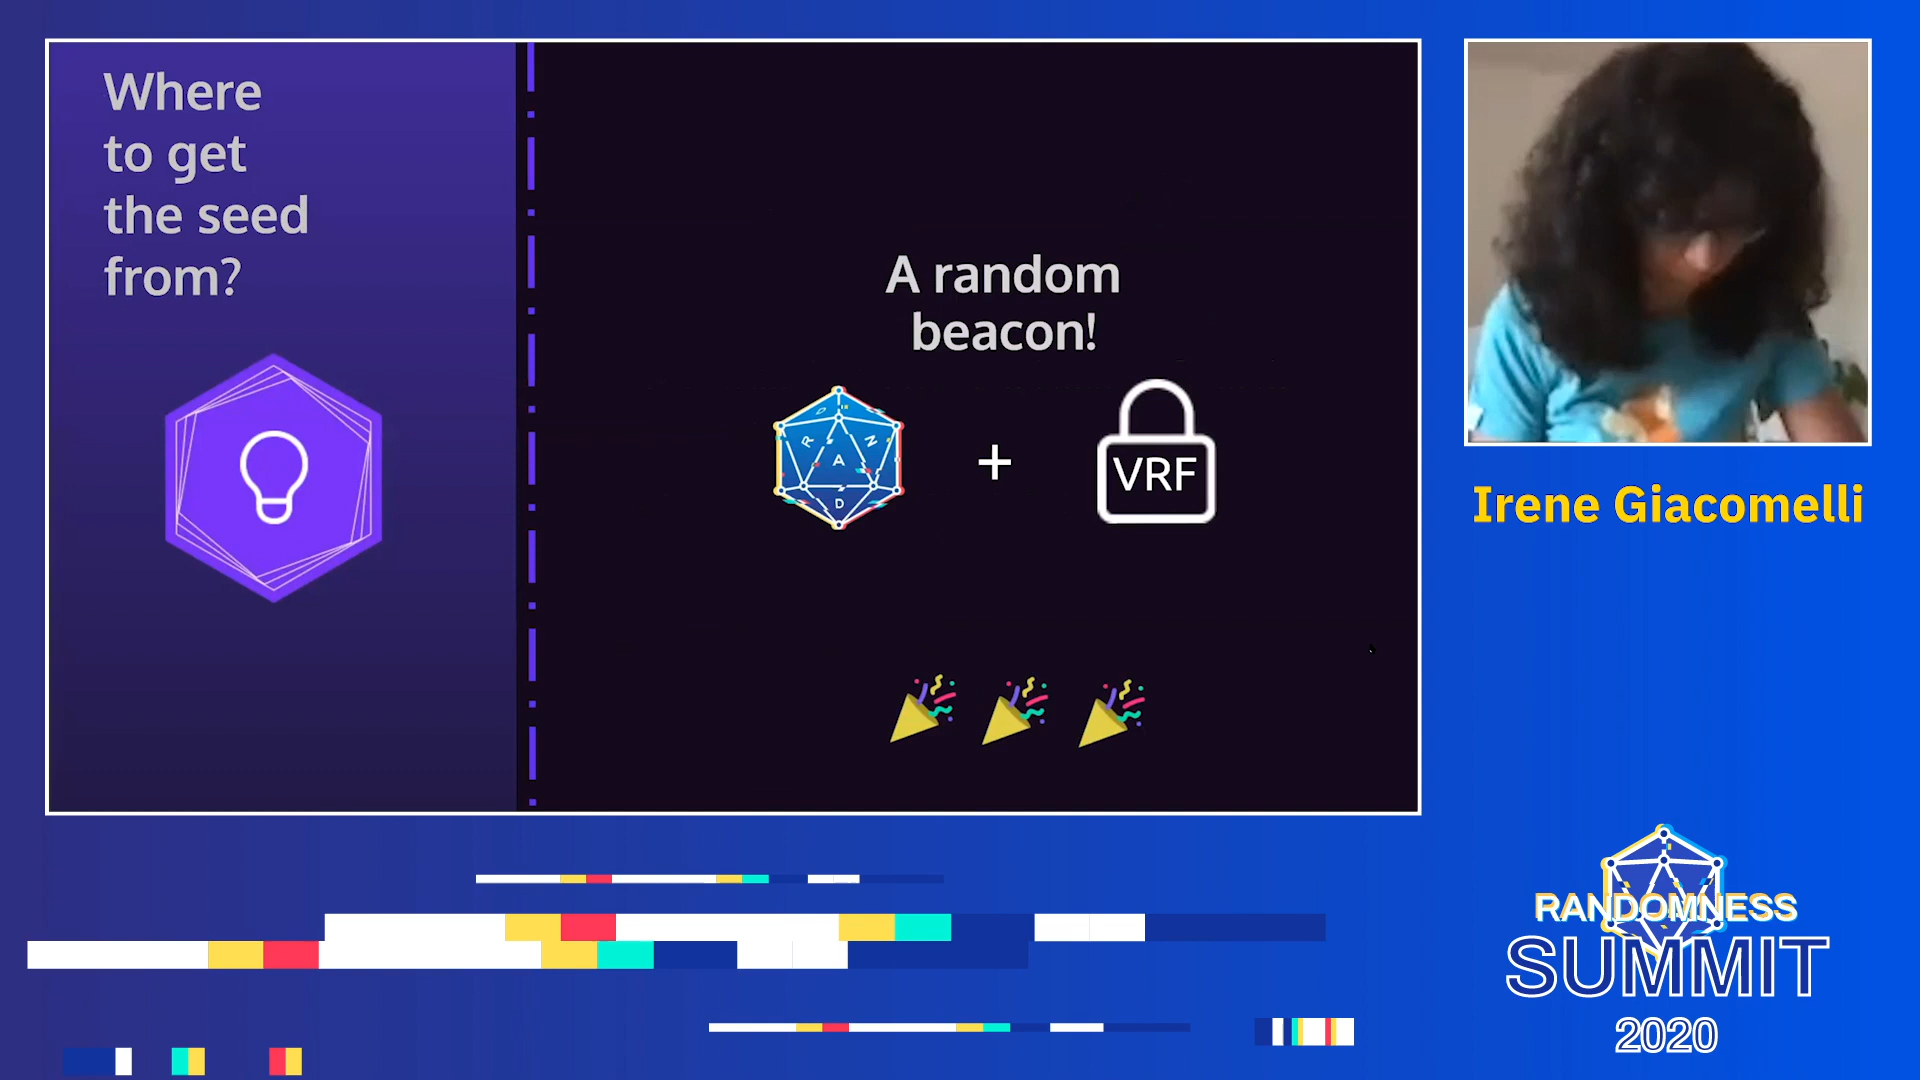 Where
to get
the seed
from?
A random
beacon!
D
R
A
N
D
+
VRF
Irene Giacomelli
RANDOMNESS
SUMMIT
2020